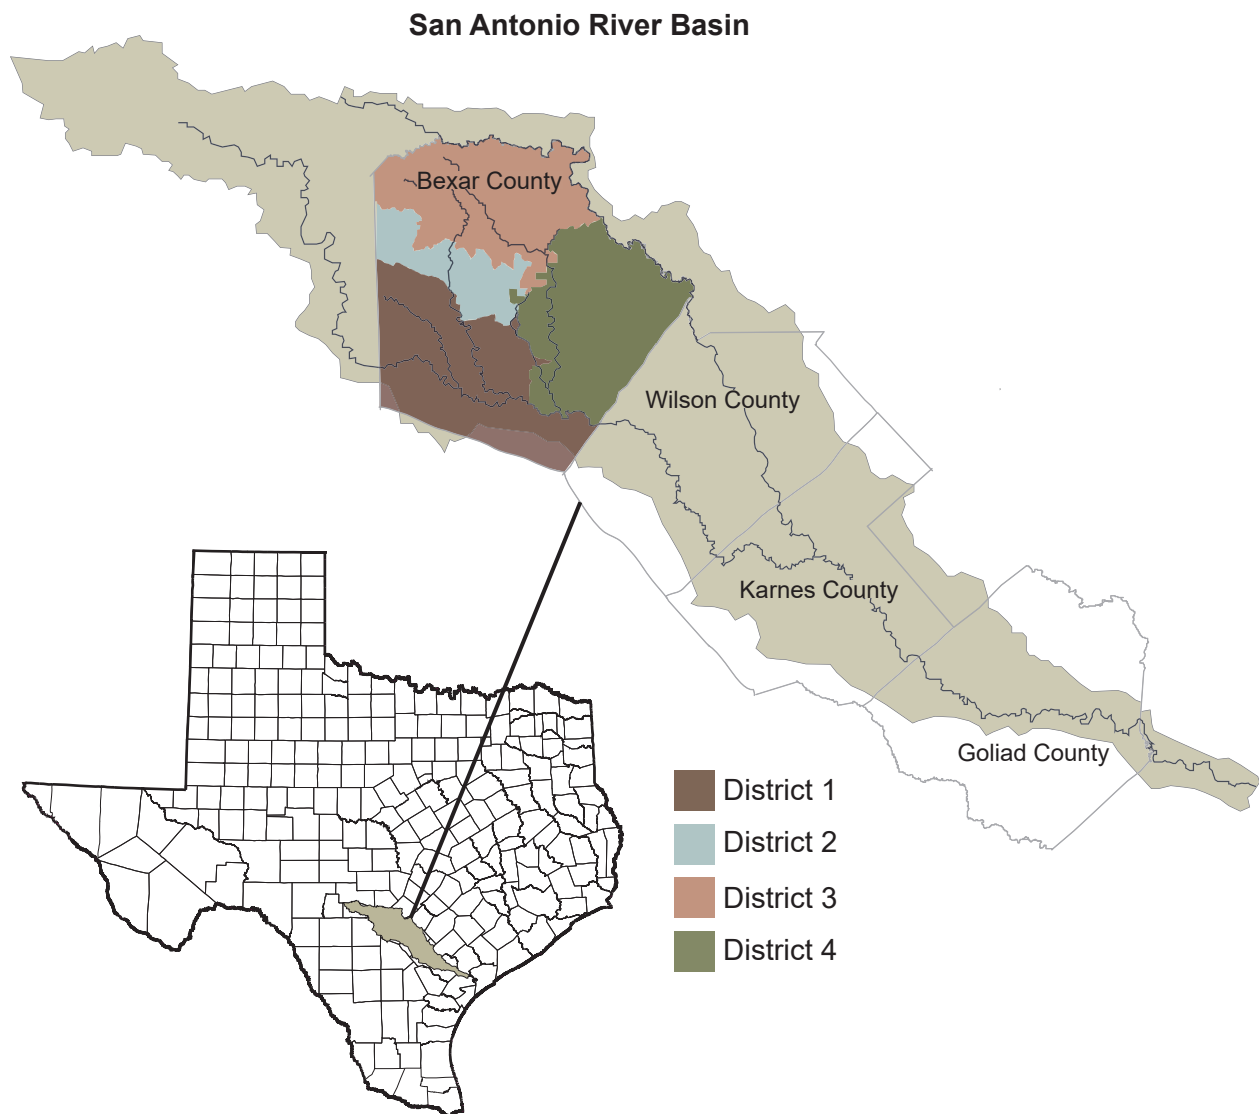 San Antonio River Basin
Bexar County
Wilson County
Karnes County
Goliad County
District 1
District 2
District 3
District 4